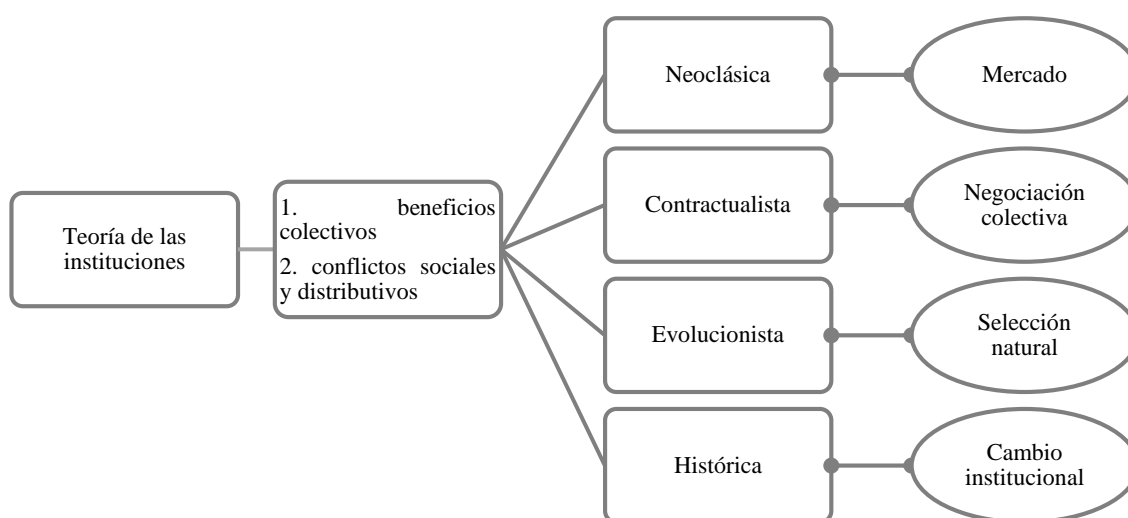 Teoría de las
instituciones
1. beneficios
colectivos
2. conflictos sociales
y distributivos
Neoclásica
Mercado
Contractualista
Negociación
colectiva
Evolucionista
Selección
natural
Histórica
Cambio
institucional